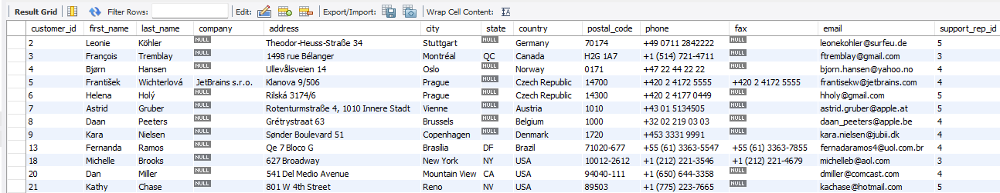 Result Grid Filter Rows: Edit: Export/Import: Wrap Cell Content: IA
customer_id first_name last_name company address city state country postal_code phone fax email support_rep_id
2 Leonie Köhler NULL Theodor-Heuss-Straße 34 Stuttgart NULL Germany 70174 +49 0711 2842222 NULL leonekohler@surfeu.de 5
3 François Tremblay NULL 1498 rue Bélanger Montréal QC Canada H2G 1A7 +1 (514) 721-4711 NULL ftremblay@gmail.com 3
4 Bjørn Hansen NULL Ullevålsveien 14 Oslo NULL Norway 0171 +47 22 44 22 22 NULL bjorn.hansen@yahoo.no 4
5 František Wichterlová JetBrains s.r.o. Klanova 9/506 Prague NULL Czech Republic 14700 +420 2 4172 5555 +420 2 4172 5555 frantisekw@jetbrains.com 4
6 Helena Holý NULL Rilská 3174/6 Prague NULL Czech Republic 14300 +420 2 4177 0449 NULL hholy@gmail.com 5
7 Astrid Gruber NULL Rotenturmstraße 4, 1010 Innere Stadt Vienne NULL Austria 1010 +43 01 5134505 NULL astrid.gruber@apple.at 5
8 Daan Peeters NULL Grétrystraat 63 Brussels NULL Belgium 1000 +32 02 219 03 03 NULL daan_peeters@apple.be 4
9 Kara Nielsen NULL Sønder Boulevard 51 Copenhagen NULL Denmark 1720 +453 3331 9991 NULL kara.nielsen@jubii.dk 4
13 Fernanda Ramos NULL Qe 7 Bloco G Brasília DF Brazil 71020-677 +55 (61) 3363-5547 +55 (61) 3363-7855 fernadaramos4@uol.com.br 4
18 Michelle Brooks NULL 627 Broadway New York NY USA 10012-2612 +1 (212) 221-3546 +1 (212) 221-4679 michelleb@aol.com 3
20 Dan Miller NULL 541 Del Medio Avenue Mountain View CA USA 94040-111 +1 (650) 644-3358 NULL dmiller@comcast.com 4
21 Kathy Chase NULL 801 W 4th Street Reno NV USA 89503 +1 (775) 223-7665 NULL kachase@hotmail.com 5